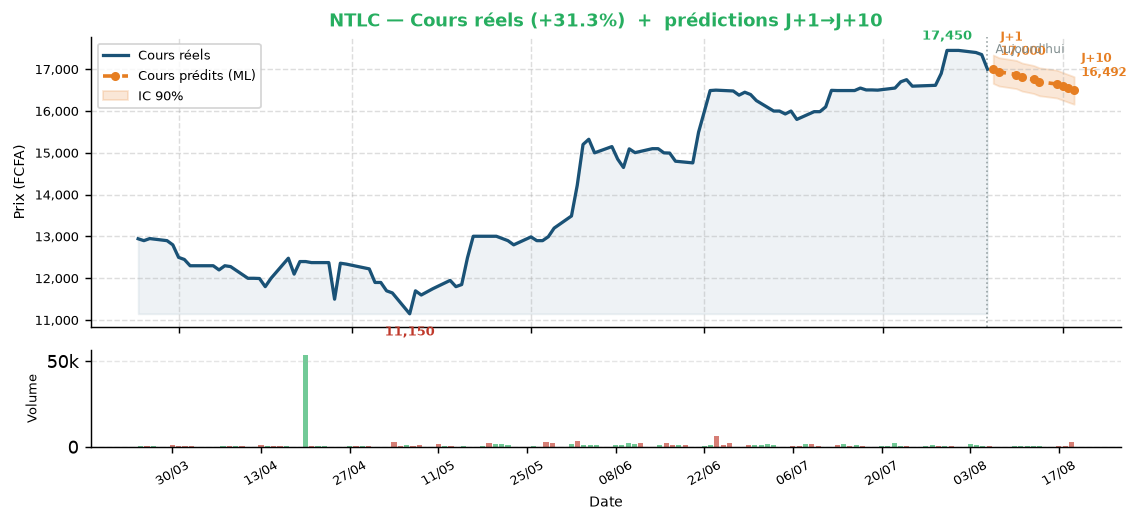 NTLC — Cours réels (+31.3%)  +  prédictions J+1→J+10
Cours réels
Cours prédits (ML)
IC 90%
17,450
J+1
17,000
Aujourd'hui
J+10
16,492
11,150
Prix (FCFA)
17,000
16,000
15,000
14,000
13,000
12,000
11,000
Volume
50k
0
30/03
13/04
27/04
11/05
25/05
08/06
22/06
06/07
20/07
03/08
17/08
Date